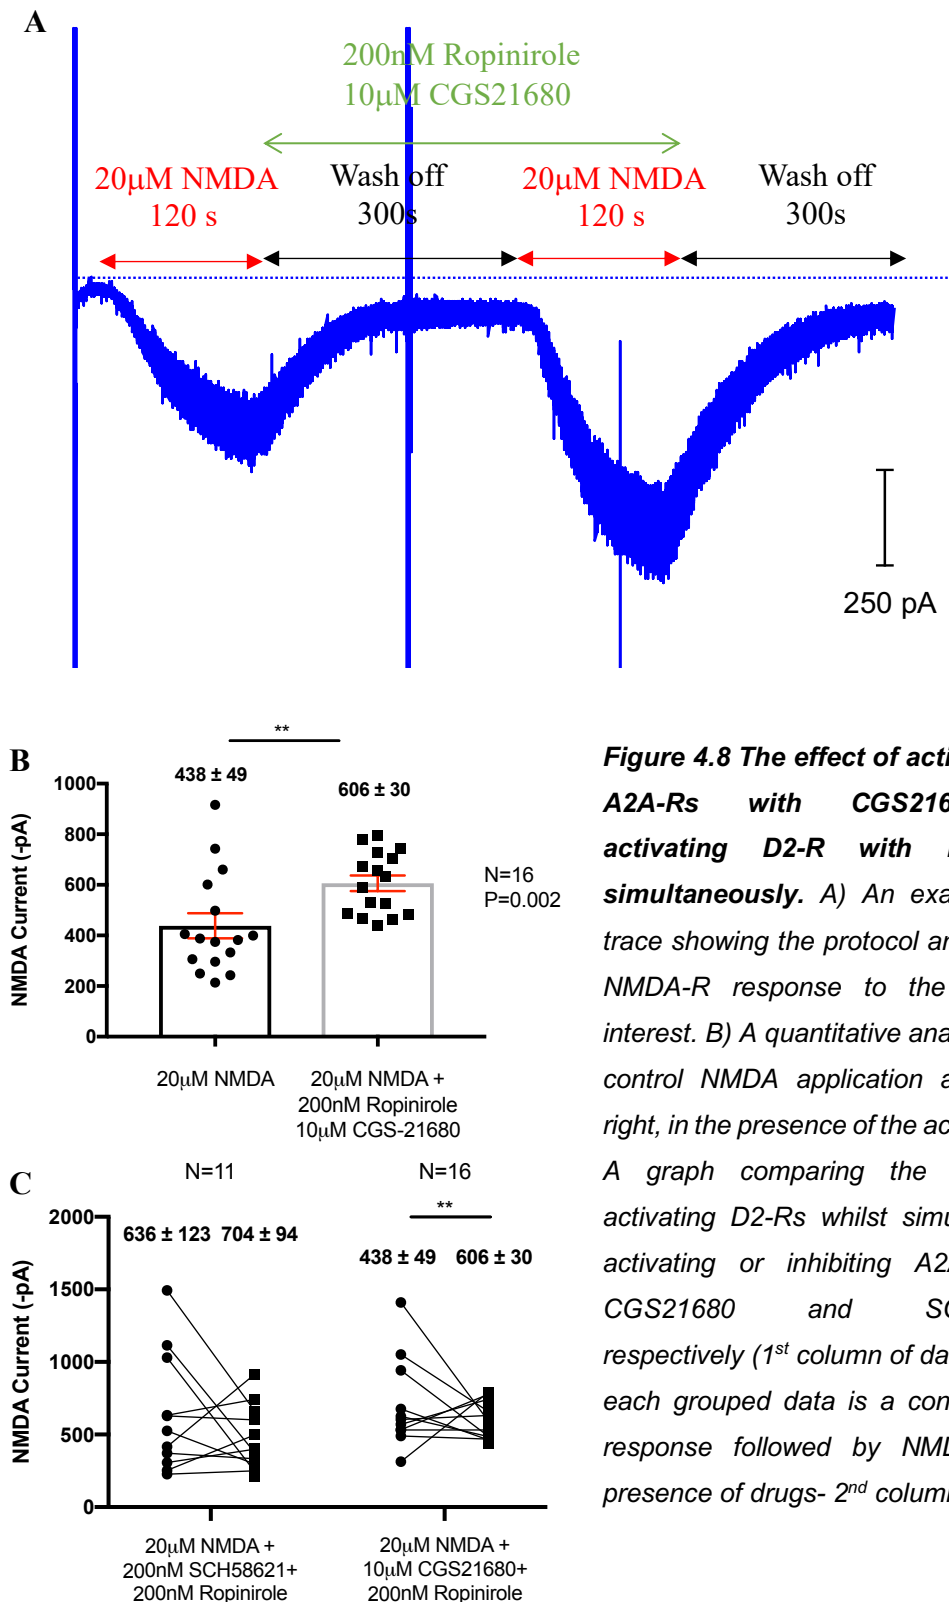 A
200nM Ropinirole
10μM CGS21680
20μM NMDA
120 s
Wash off
300s
20μM NMDA
120 s
Wash off
300s
250 pA
B
**
438 ± 49
606 ± 30
1000
800
600
400
200
0
NMDA Current (-pA)
N=16
P=0.002
20μM NMDA
20μM NMDA +
200nM Ropinirole
10μM CGS-21680
C
N=11
N=16
**
636 ± 123
704 ± 94
438 ± 49
606 ± 30
2000
1500
1000
500
0
NMDA Current (-pA)
20μM NMDA +
200nM SCH58621+
200nM Ropinirole
20μM NMDA +
10μM CGS21680+
200nM Ropinirole
Figure 4.8 The effect of acti
A2A-Rs with CGS216
activating D2-R with
simultaneously. A) An exa
trace showing the protocol an
NMDA-R response to the
interest. B) A quantitative ana
control NMDA application a
right, in the presence of the ac
A graph comparing the
activating D2-Rs whilst simu
activating or inhibiting A2A
CGS21680 and SC
respectively (1st column of da
each grouped data is a con
response followed by NMD
presence of drugs- 2nd column